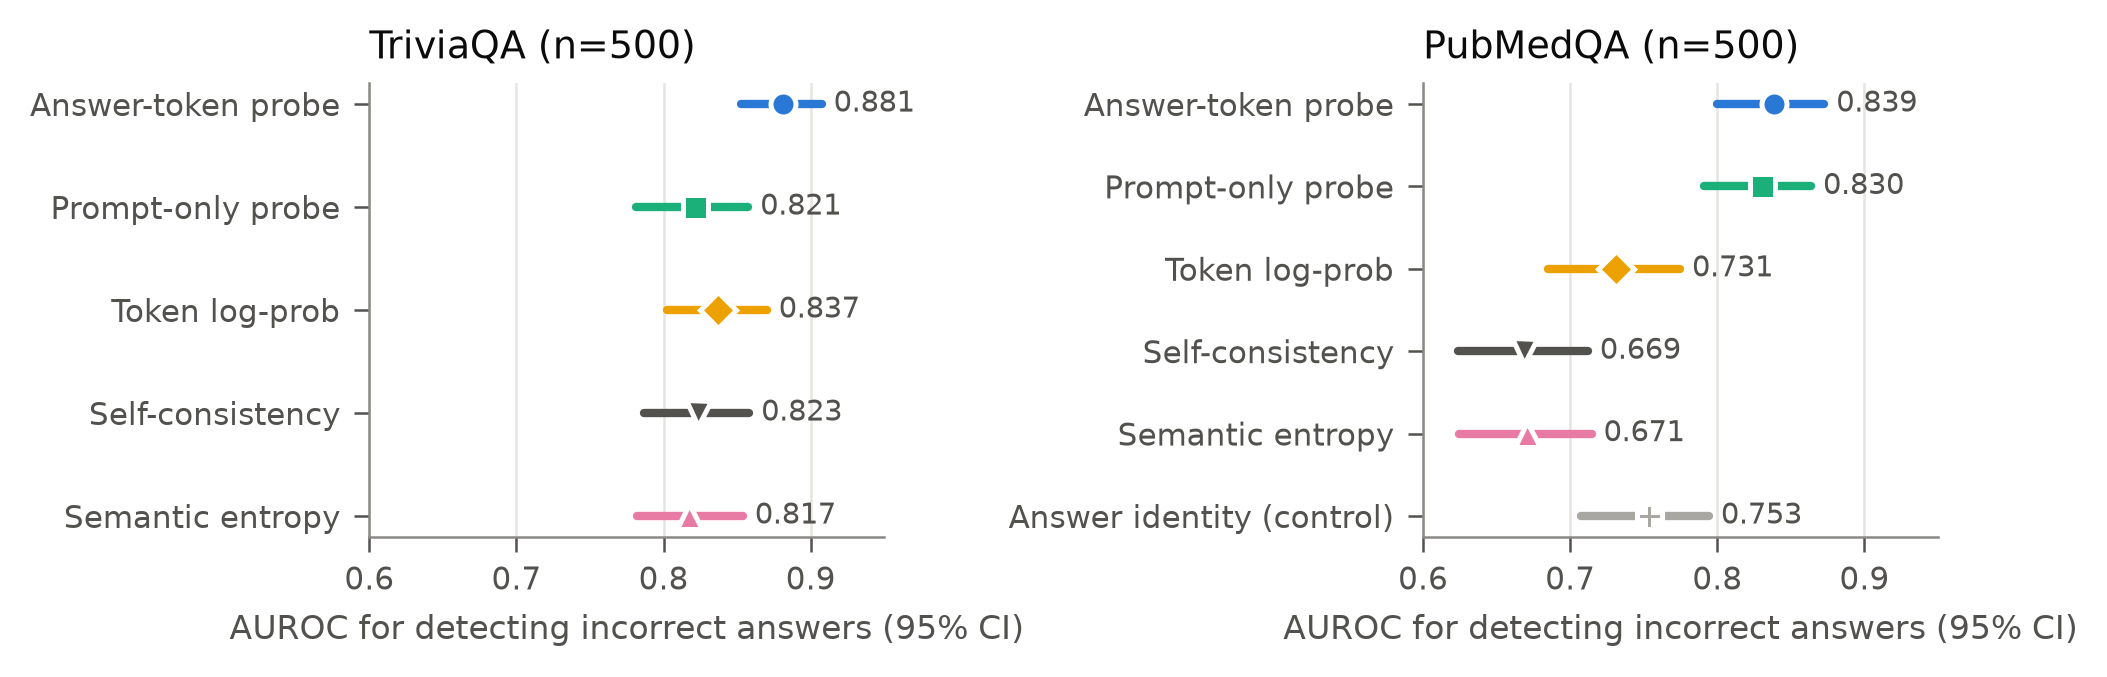 TriviaQA (n=500)
Answer-token probe
0.881
Prompt-only probe
0.821
Token log-prob
0.837
Self-consistency
0.823
Semantic entropy
0.817
0.6 0.7 0.8 0.9
AUROC for detecting incorrect answers (95% CI)
PubMedQA (n=500)
Answer-token probe
0.839
Prompt-only probe
0.830
Token log-prob
0.731
Self-consistency
0.669
Semantic entropy
0.671
Answer identity (control)
0.753
0.6 0.7 0.8 0.9
AUROC for detecting incorrect answers (95% CI)